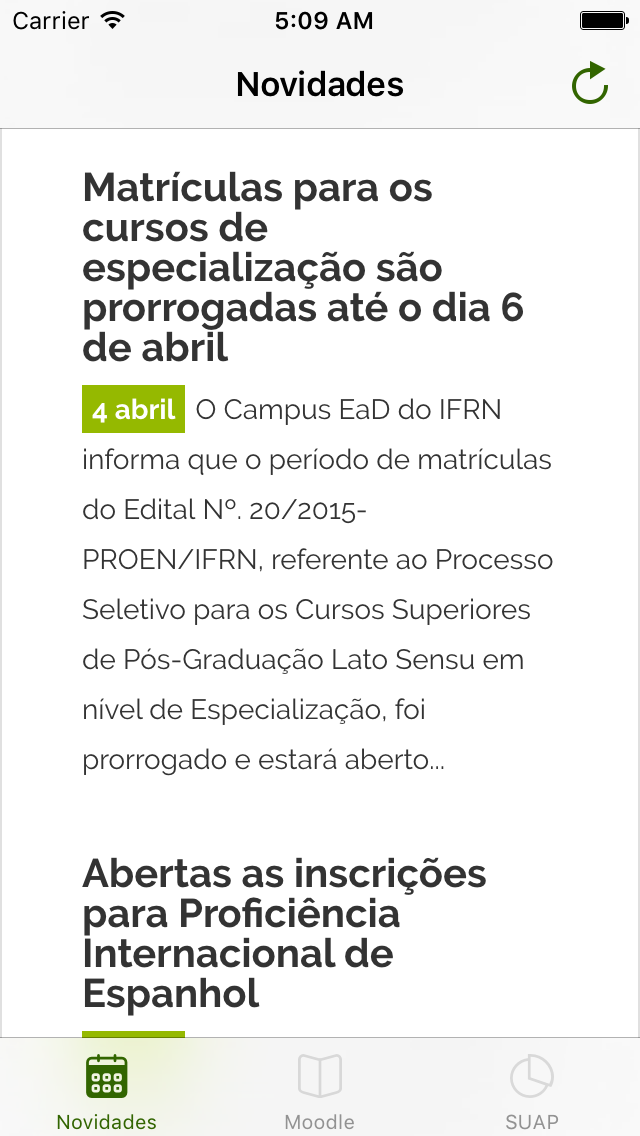 Carrier 5:09 AM
Novidades
Matrículas para os
cursos de
especialização são
prorrogadas até o dia 6
de abril
4 abril O Campus EaD do IFRN
informa que o período de matrículas
do Edital Nº. 20/2015-
PROEN/IFRN, referente ao Processo
Seletivo para os Cursos Superiores
de Pós-Graduação Lato Sensu em
nível de Especialização, foi
prorrogado e estará aberto...
Abertas as inscrições
para Proficiência
Internacional de
Espanhol
Novidades Moodle SUAP